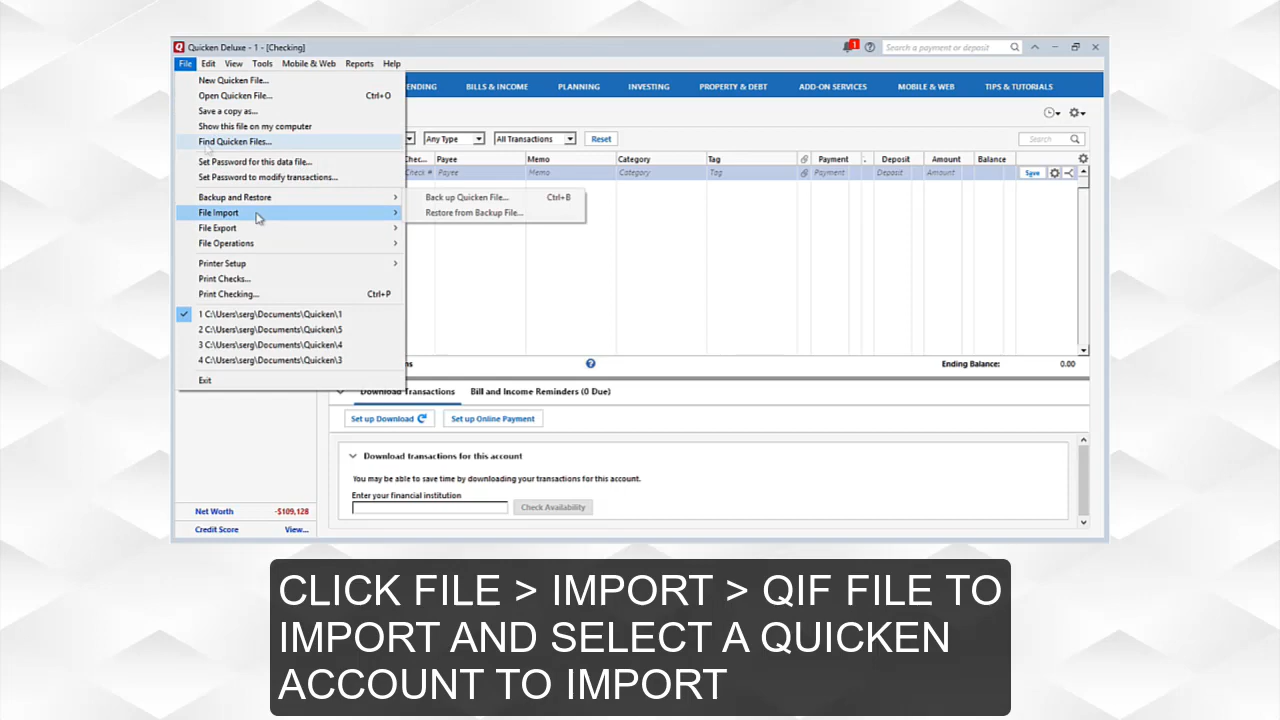 Quicken Deluxe - 1 - [Checking]
1
Search a payment or deposit
File Edit View Tools Mobile & Web Reports Help
New Quicken File...
Open Quicken File... Ctrl+O
Save a copy as...
Show this file on my computer
Find Quicken Files...
Set Password for this data file...
Set Password to modify transactions...
Backup and Restore
File Import
File Export
File Operations
Printer Setup
Print Checks...
Print Checking... Ctrl+P
1 C:\Users\serg\Documents\Quicken\1
2 C:\Users\serg\Documents\Quicken\5
3 C:\Users\serg\Documents\Quicken\4
4 C:\Users\serg\Documents\Quicken\3
Exit
Back up Quicken File... Ctrl+B
Restore from Backup File...
ENDING BILLS & INCOME PLANNING INVESTING PROPERTY & DEBT ADD-ON SERVICES MOBILE & WEB TIPS & TUTORIALS
Any Type All Transactions Reset Search
Chec... Payee Memo Category Tag Payment . Deposit Amount Balance
Check # Payee Memo Category Tag Payment Deposit Amount Save
ns Ending Balance: 0.00
Download Transactions Bill and Income Reminders (0 Due)
Set up Download Set up Online Payment
Download transactions for this account
You may be able to save time by downloading your transactions for this account.
Enter your financial institution
Check Availability
Net Worth -$109,128
Credit Score View...
CLICK FILE > IMPORT > QIF FILE TO
IMPORT AND SELECT A QUICKEN
ACCOUNT TO IMPORT